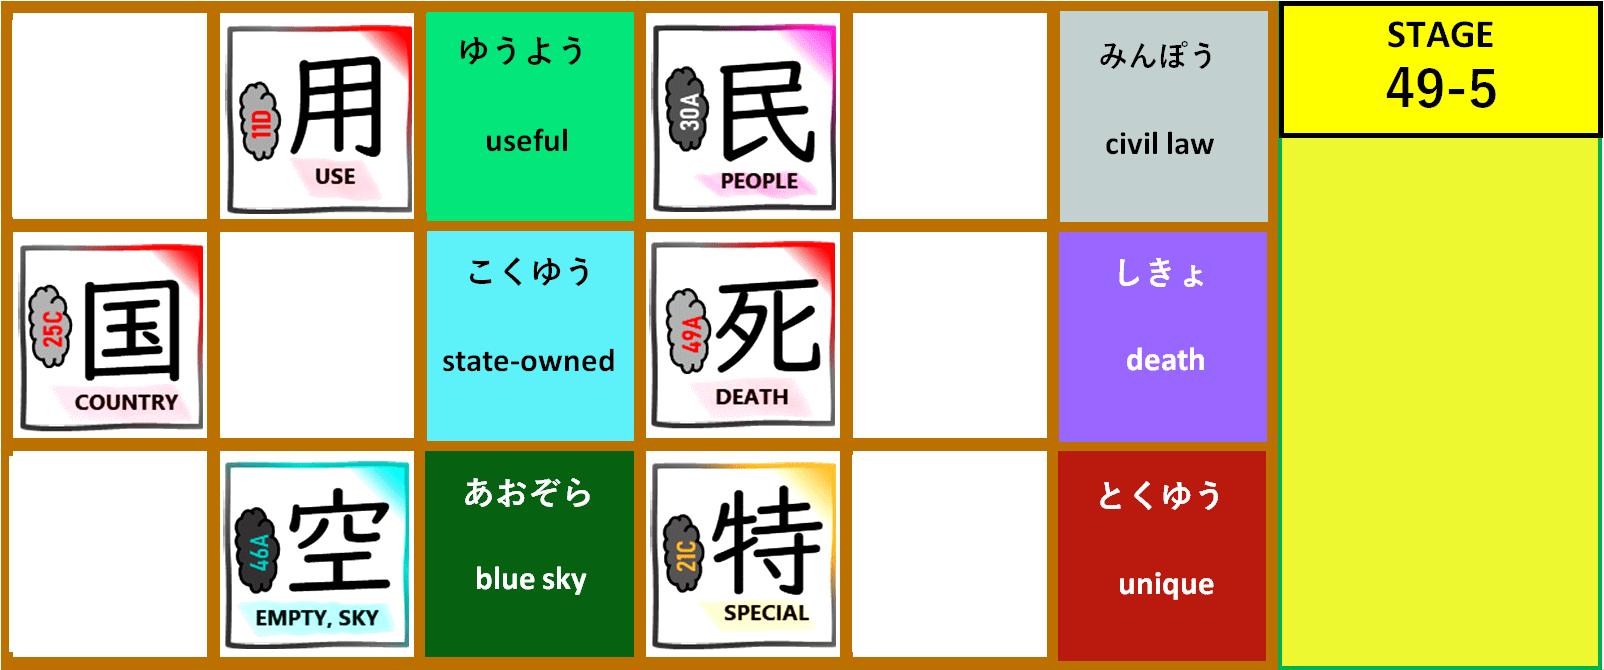 用
11D
USE
ゆうよう
useful
民
30A
PEOPLE
みんぽう
civil law
STAGE
49-5
国
25C
COUNTRY
こくゆう
state-owned
死
49A
DEATH
しきょ
death
空
46A
EMPTY, SKY
あおぞら
blue sky
特
21C
SPECIAL
とくゆう
unique